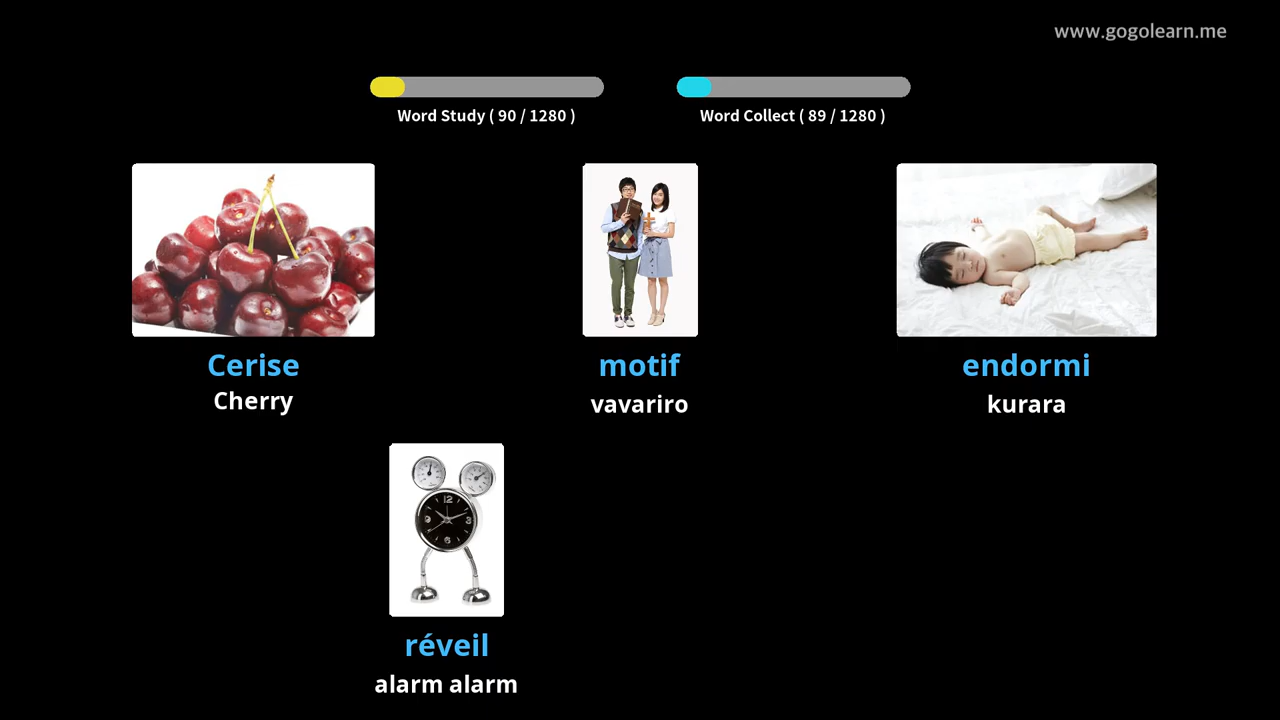 www.gogolearn.me
Word Study ( 90 / 1280 )
Word Collect ( 89 / 1280 )
Cerise
Cherry
motif
vavariro
endormi
kurara
réveil
alarm alarm